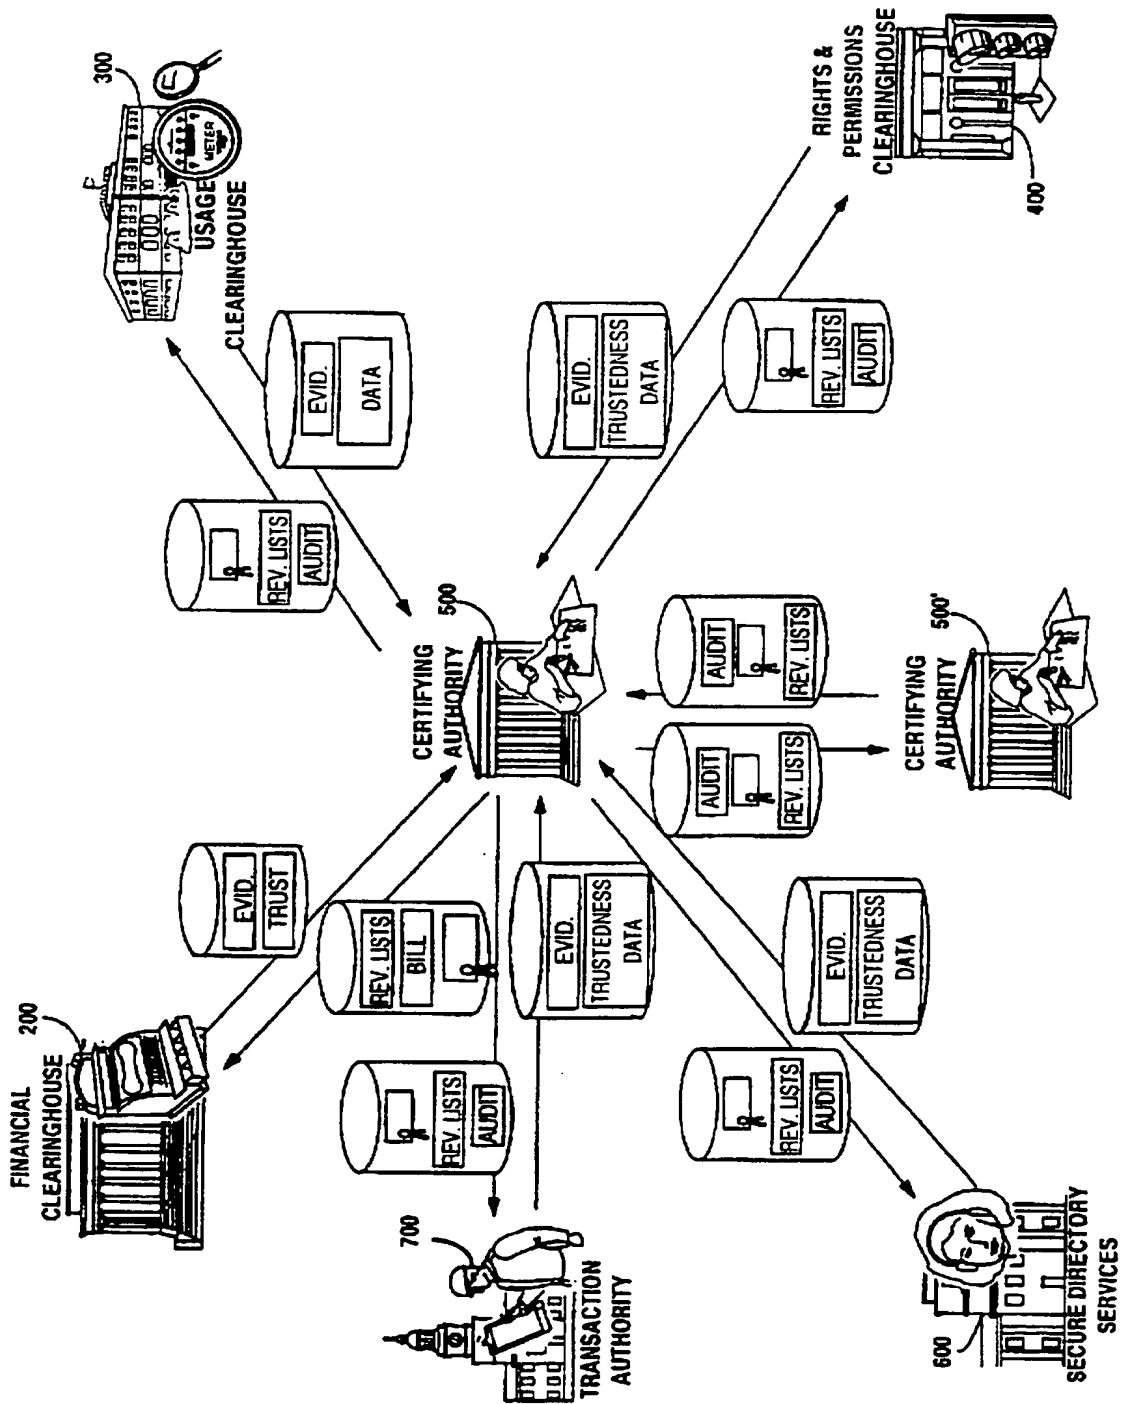 FINANCIAL
CLEARINGHOUSE
200
EVID.
TRUST
REV. LISTS
BILL
300
METER
USAGE
CLEARINGHOUSE
EVID.
DATA
REV. LISTS
AUDIT
CERTIFYING
AUTHORITY
500
700
TRANSACTION
AUTHORITY
REV. LISTS
AUDIT
EVID.
TRUSTEDNESS
DATA
EVID.
TRUSTEDNESS
DATA
RIGHTS &
PERMISSIONS
CLEARINGHOUSE
400
REV. LISTS
AUDIT
AUDIT
REV. LISTS
AUDIT
REV. LISTS
CERTIFYING
AUTHORITY
500'
EVID.
TRUSTEDNESS
DATA
REV. LISTS
AUDIT
600
SECURE DIRECTORY
SERVICES